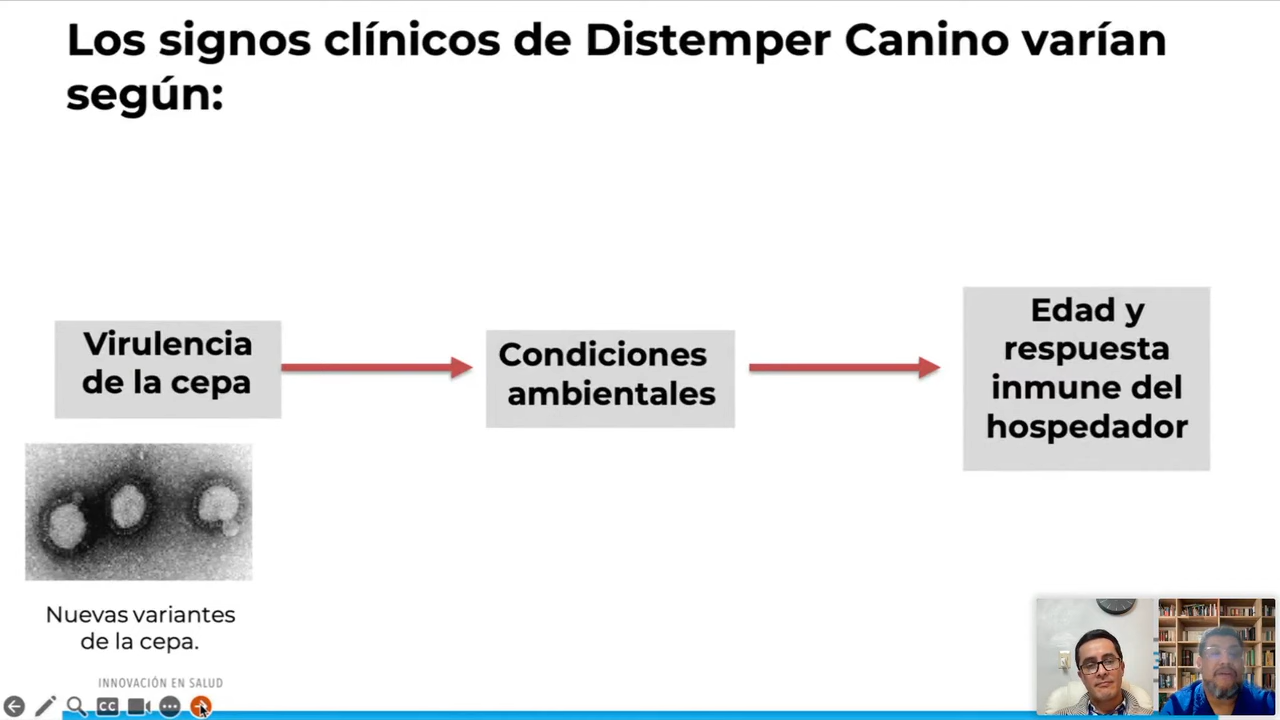 Los signos clínicos de Distemper Canino varían
según:
Virulencia
de la cepa
Condiciones
ambientales
Edad y
respuesta
inmune del
hospedador
Nuevas variantes
de la cepa.
INNOVACIÓN EN SALUD
CC